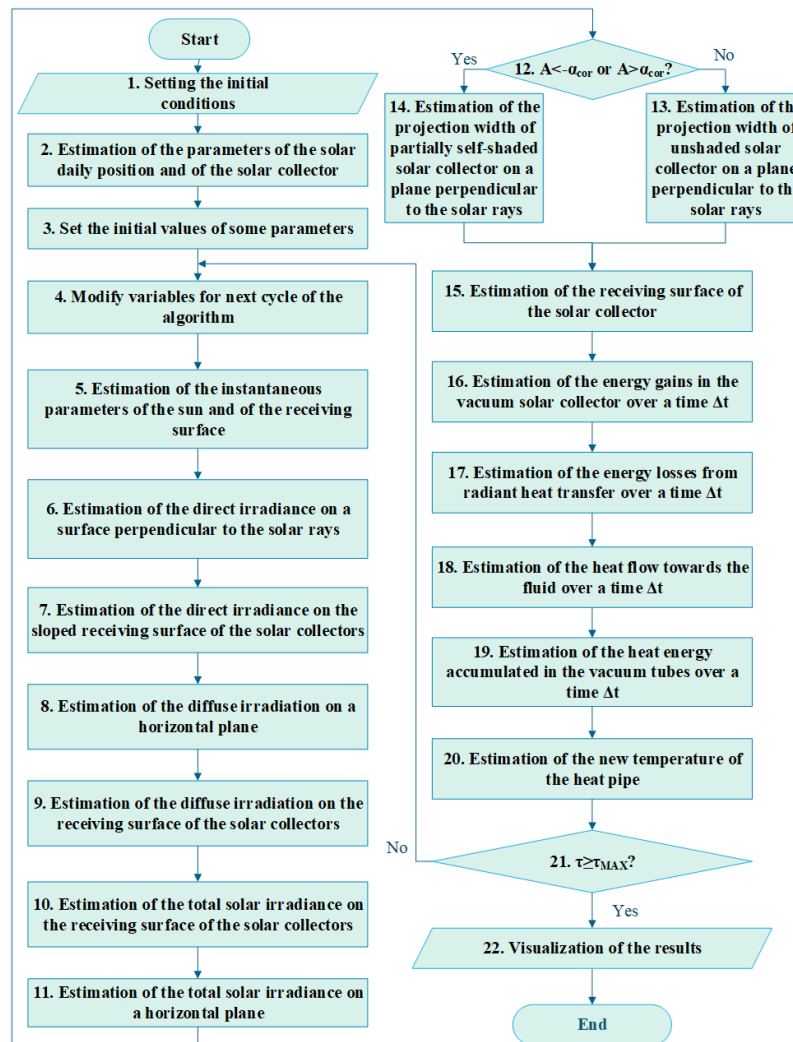 Start
1. Setting the initial
conditions
2. Estimation of the parameters of the solar
daily position and of the solar collector
3. Set the initial values of some parameters
4. Modify variables for next cycle of the
algorithm
5. Estimation of the instantaneous
parameters of the sun and of the receiving
surface
6. Estimation of the direct irradiance on a
surface perpendicular to the solar rays
7. Estimation of the direct irradiance on the
sloped receiving surface of the solar collectors
8. Estimation of the diffuse irradiation on a
horizontal plane
9. Estimation of the diffuse irradiation on the
receiving surface of the solar collectors
10. Estimation of the total solar irradiance on
the receiving surface of the solar collectors
11. Estimation of the total solar irradiance on
a horizontal plane
Yes
12. A<-αcor or A>αcor?
No
14. Estimation of the
projection width of
partially self-shaded
solar collector on a
plane perpendicular
to the solar rays
13. Estimation of the
projection width of
unshaded solar
collector on a plane
perpendicular to the
solar rays
15. Estimation of the receiving surface of
the solar collector
16. Estimation of the energy gains in the
vacuum solar collector over a time Δt
17. Estimation of the energy losses from
radiant heat transfer over a time Δt
18. Estimation of the heat flow towards the
fluid over a time Δt
19. Estimation of the heat energy
accumulated in the vacuum tubes over a
time Δt
20. Estimation of the new temperature of
the heat pipe
No
21. τ≥τMAX?
Yes
22. Visualization of the results
End